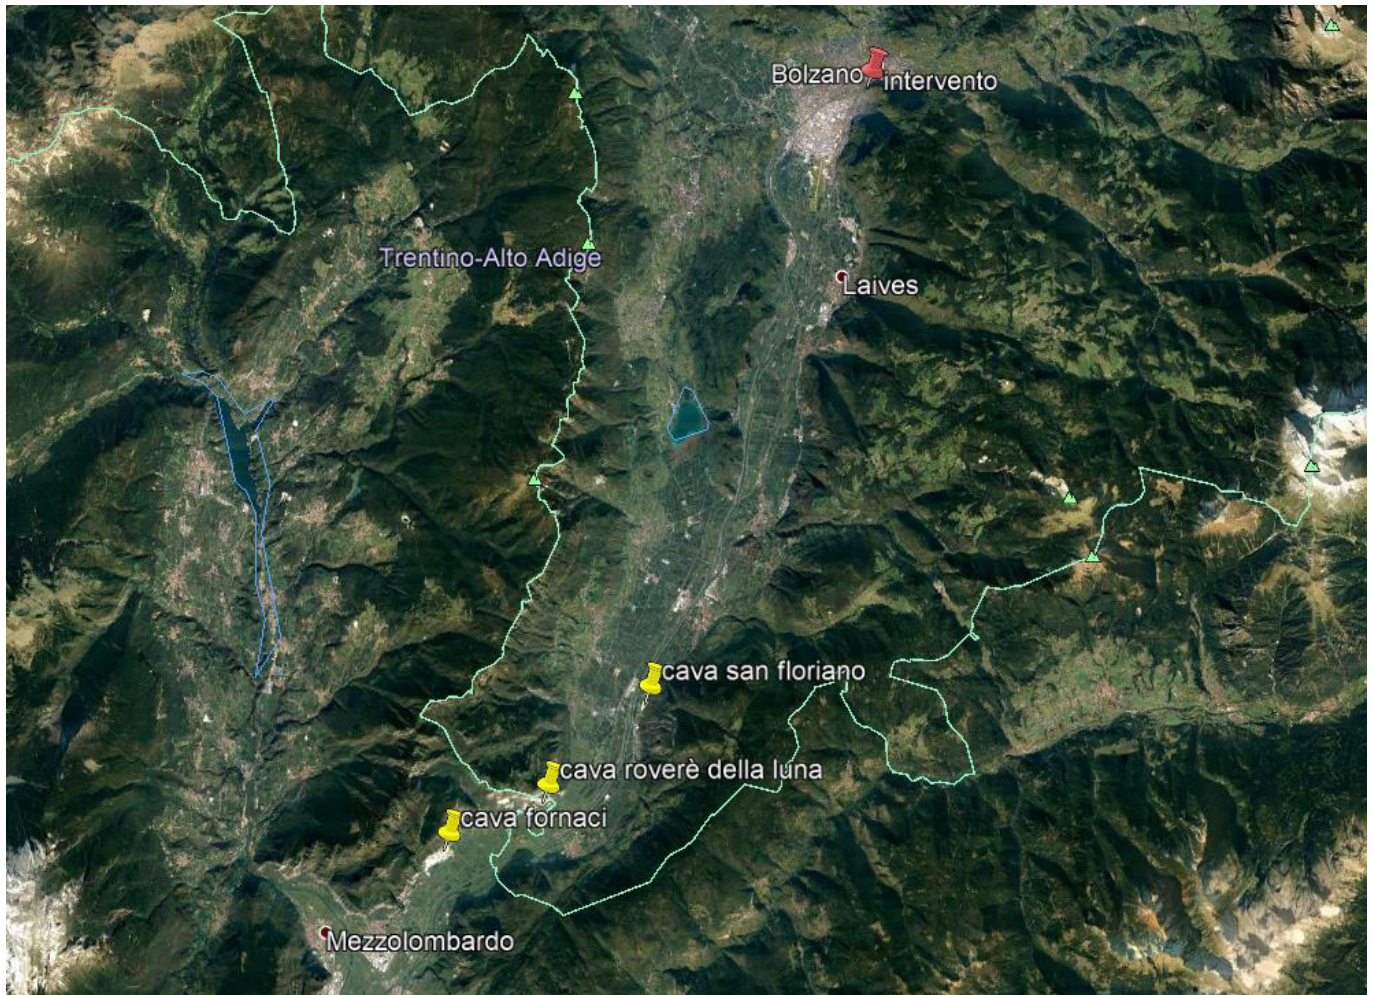 Bolzano
intervento
Trentino-Alto Adige
Laives
cava san floriano
cava roverè della luna
cava fornaci
Mezzolombardo